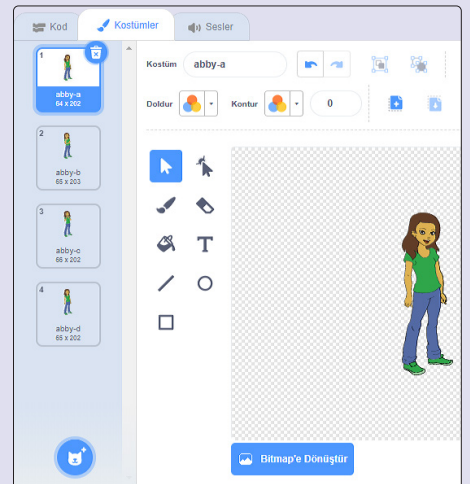 Kod
Kostümler
Sesler
1
abby-a
64 x 202
2
abby-b
65 x 203
3
abby-c
66 x 202
4
abby-d
65 x 202
Kostüm
abby-a
Doldur
Kontur
0
T
Bitmap'e Dönüştür